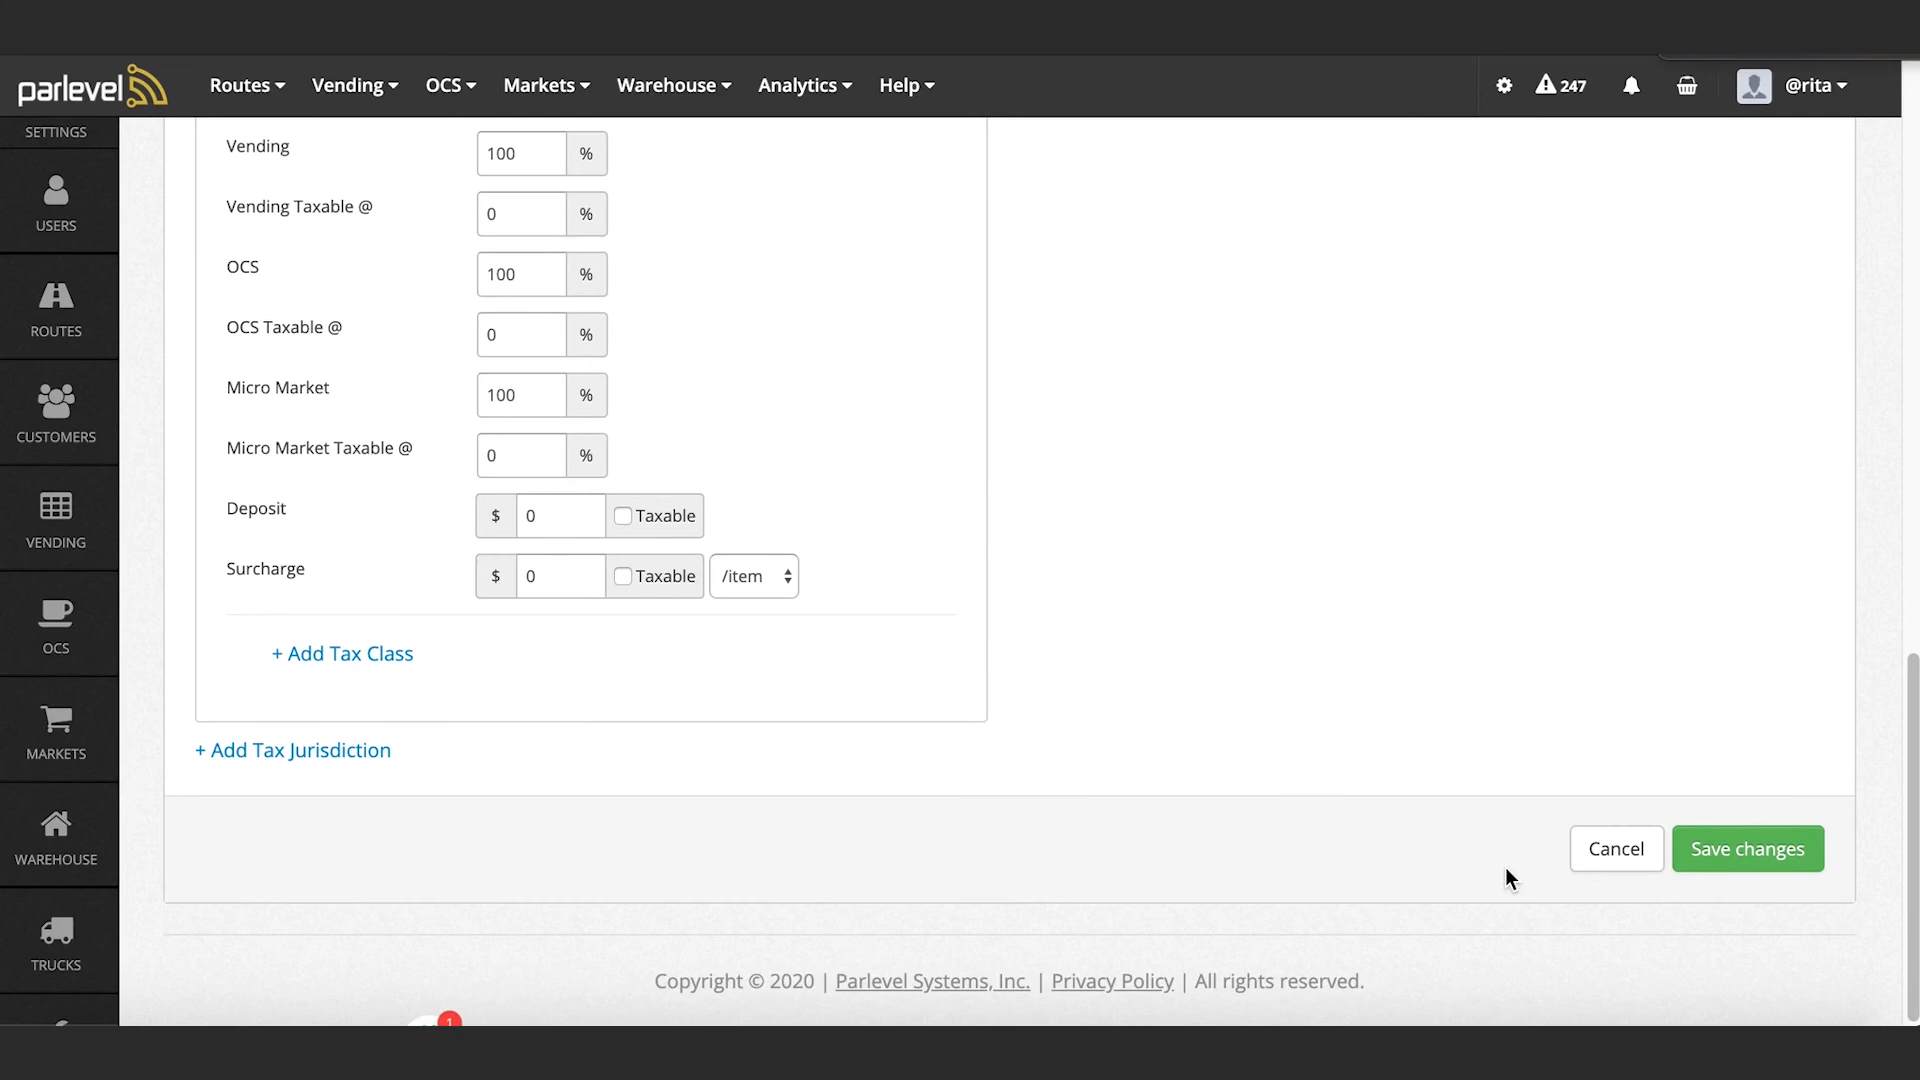 parlevel Routes Vending OCS Markets Warehouse Analytics Help 247 @rita
SETTINGS
USERS
ROUTES
CUSTOMERS
VENDING
OCS
MARKETS
WAREHOUSE
TRUCKS
Vending 100 %
Vending Taxable @ 0 %
OCS 100 %
OCS Taxable @ 0 %
Micro Market 100 %
Micro Market Taxable @ 0 %
Deposit $ 0 Taxable
Surcharge $ 0 Taxable /item
+ Add Tax Class
+ Add Tax Jurisdiction
Cancel Save changes
Copyright © 2020 | Parlevel Systems, Inc. | Privacy Policy | All rights reserved.
1